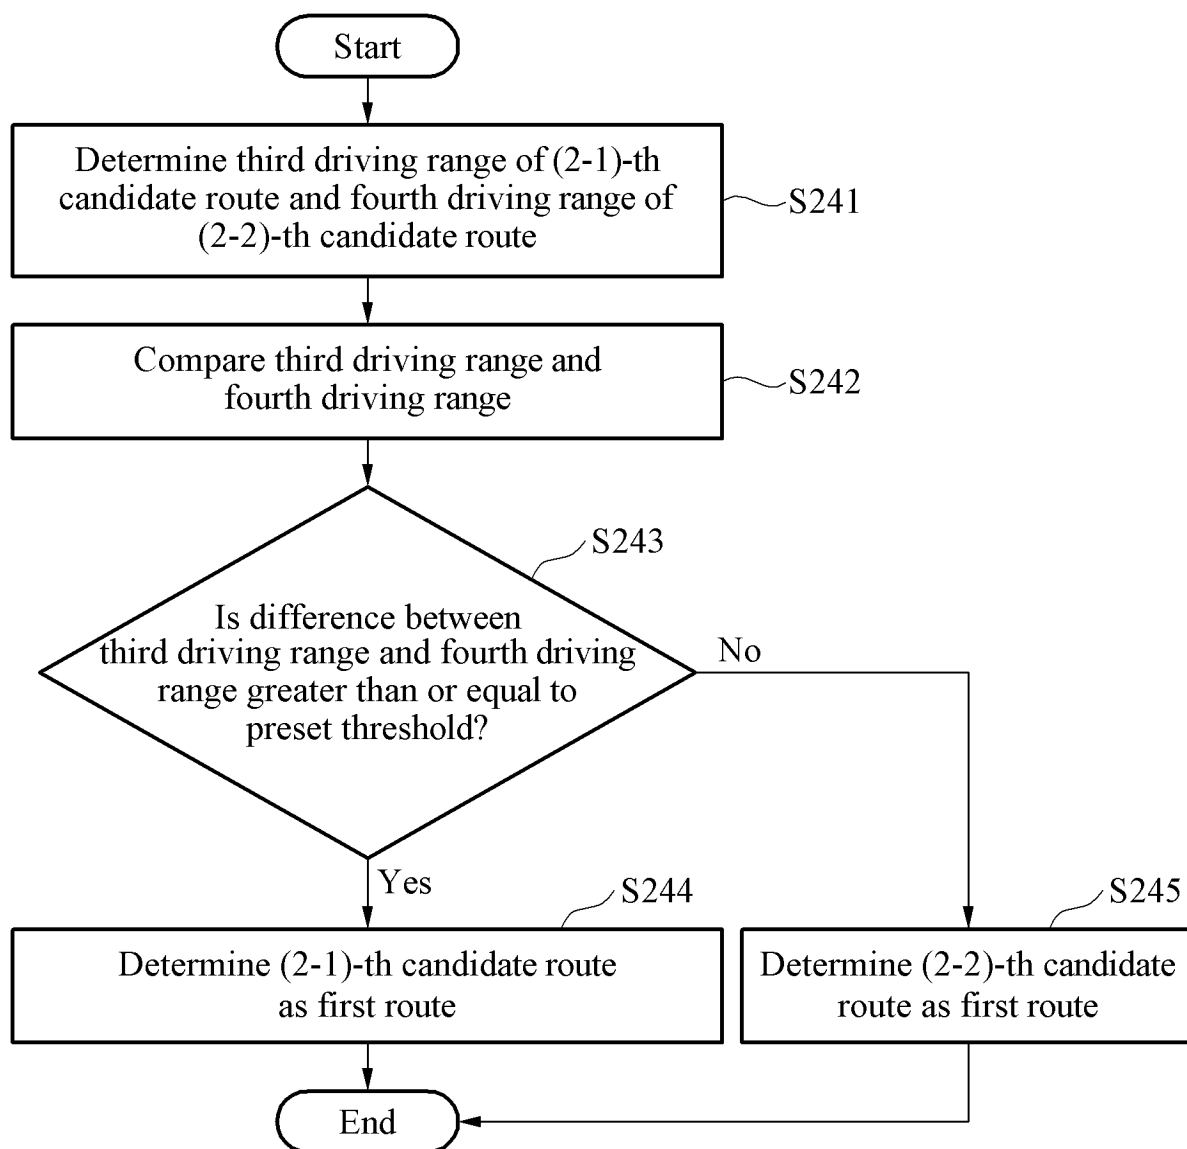 Start
Determine third driving range of (2-1)-th
candidate route and fourth driving range of
(2-2)-th candidate route
S241
Compare third driving range and
fourth driving range
S242
S243
Is difference between
third driving range and fourth driving
range greater than or equal to
preset threshold?
No
Yes
S244
S245
Determine (2-1)-th candidate route
as first route
Determine (2-2)-th candidate
route as first route
End